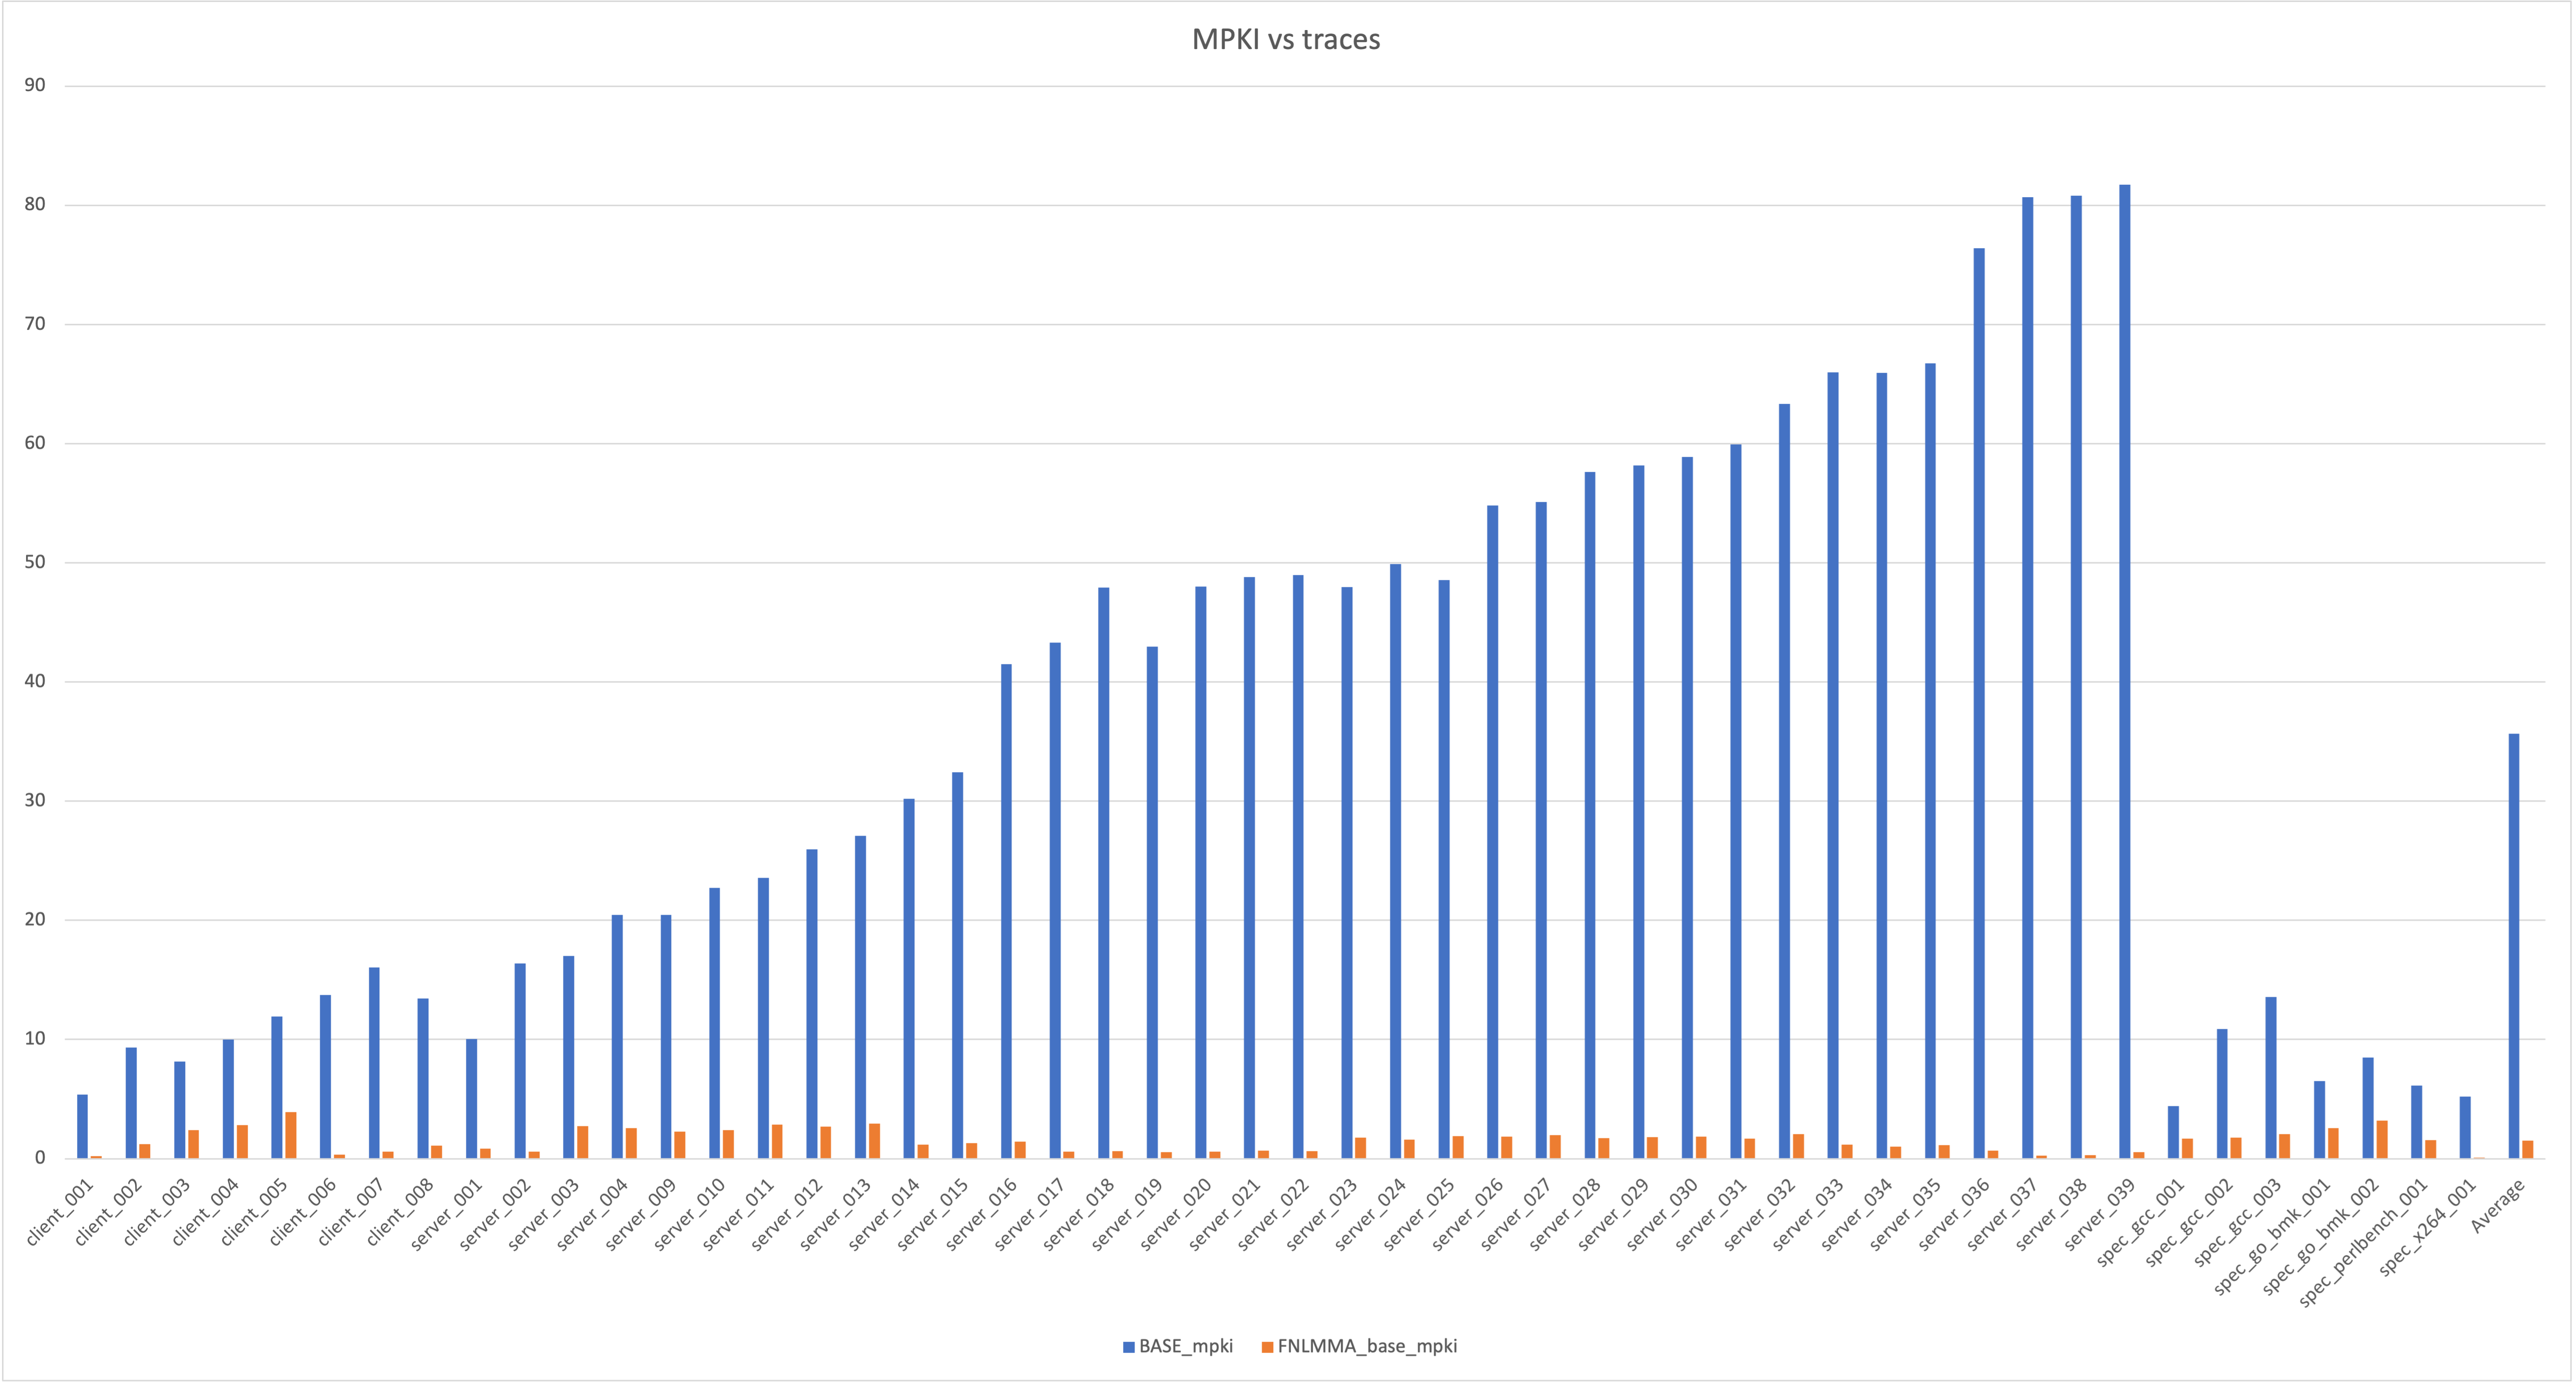 MPKI vs traces
90
80
70
60
50
40
30
20
10
0
client_001
client_002
client_003
client_004
client_005
client_006
client_007
client_008
server_001
server_002
server_003
server_004
server_009
server_010
server_011
server_012
server_013
server_014
server_015
server_016
server_017
server_018
server_019
server_020
server_021
server_022
server_023
server_024
server_025
server_026
server_027
server_028
server_029
server_030
server_031
server_032
server_033
server_034
server_035
server_036
server_037
server_038
server_039
spec_gcc_001
spec_gcc_002
spec_gcc_003
spec_go_bmk_001
spec_go_bmk_002
spec_perlbench_001
spec_x264_001
Average
BASE_mpki FNLMMA_base_mpki